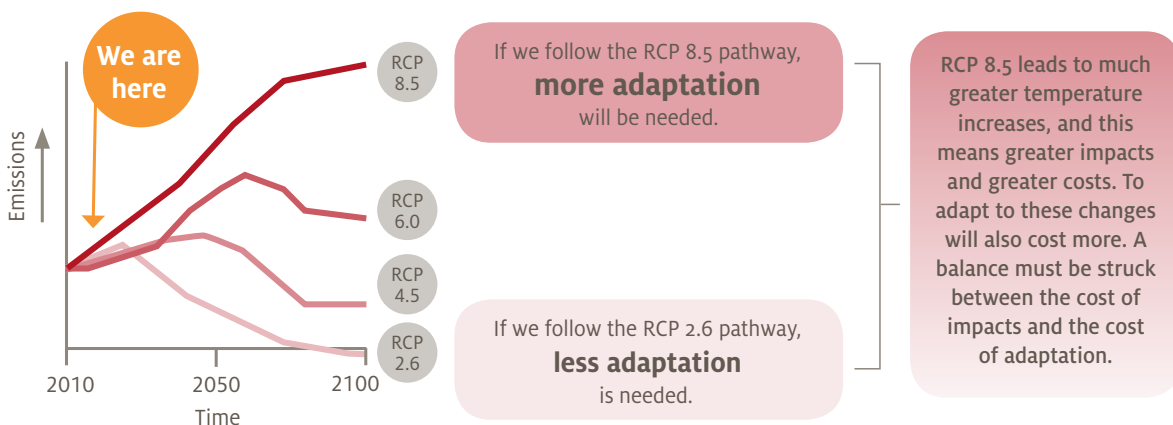 We are
here
Emissions
RCP
8.5
RCP
6.0
RCP
4.5
RCP
2.6
2010
2050
2100
Time
If we follow the RCP 8.5 pathway,
more adaptation
will be needed.
If we follow the RCP 2.6 pathway,
less adaptation
is needed.
RCP 8.5 leads to much
greater temperature
increases, and this
means greater impacts
and greater costs. To
adapt to these changes
will also cost more. A
balance must be struck
between the cost of
impacts and the cost
of adaptation.